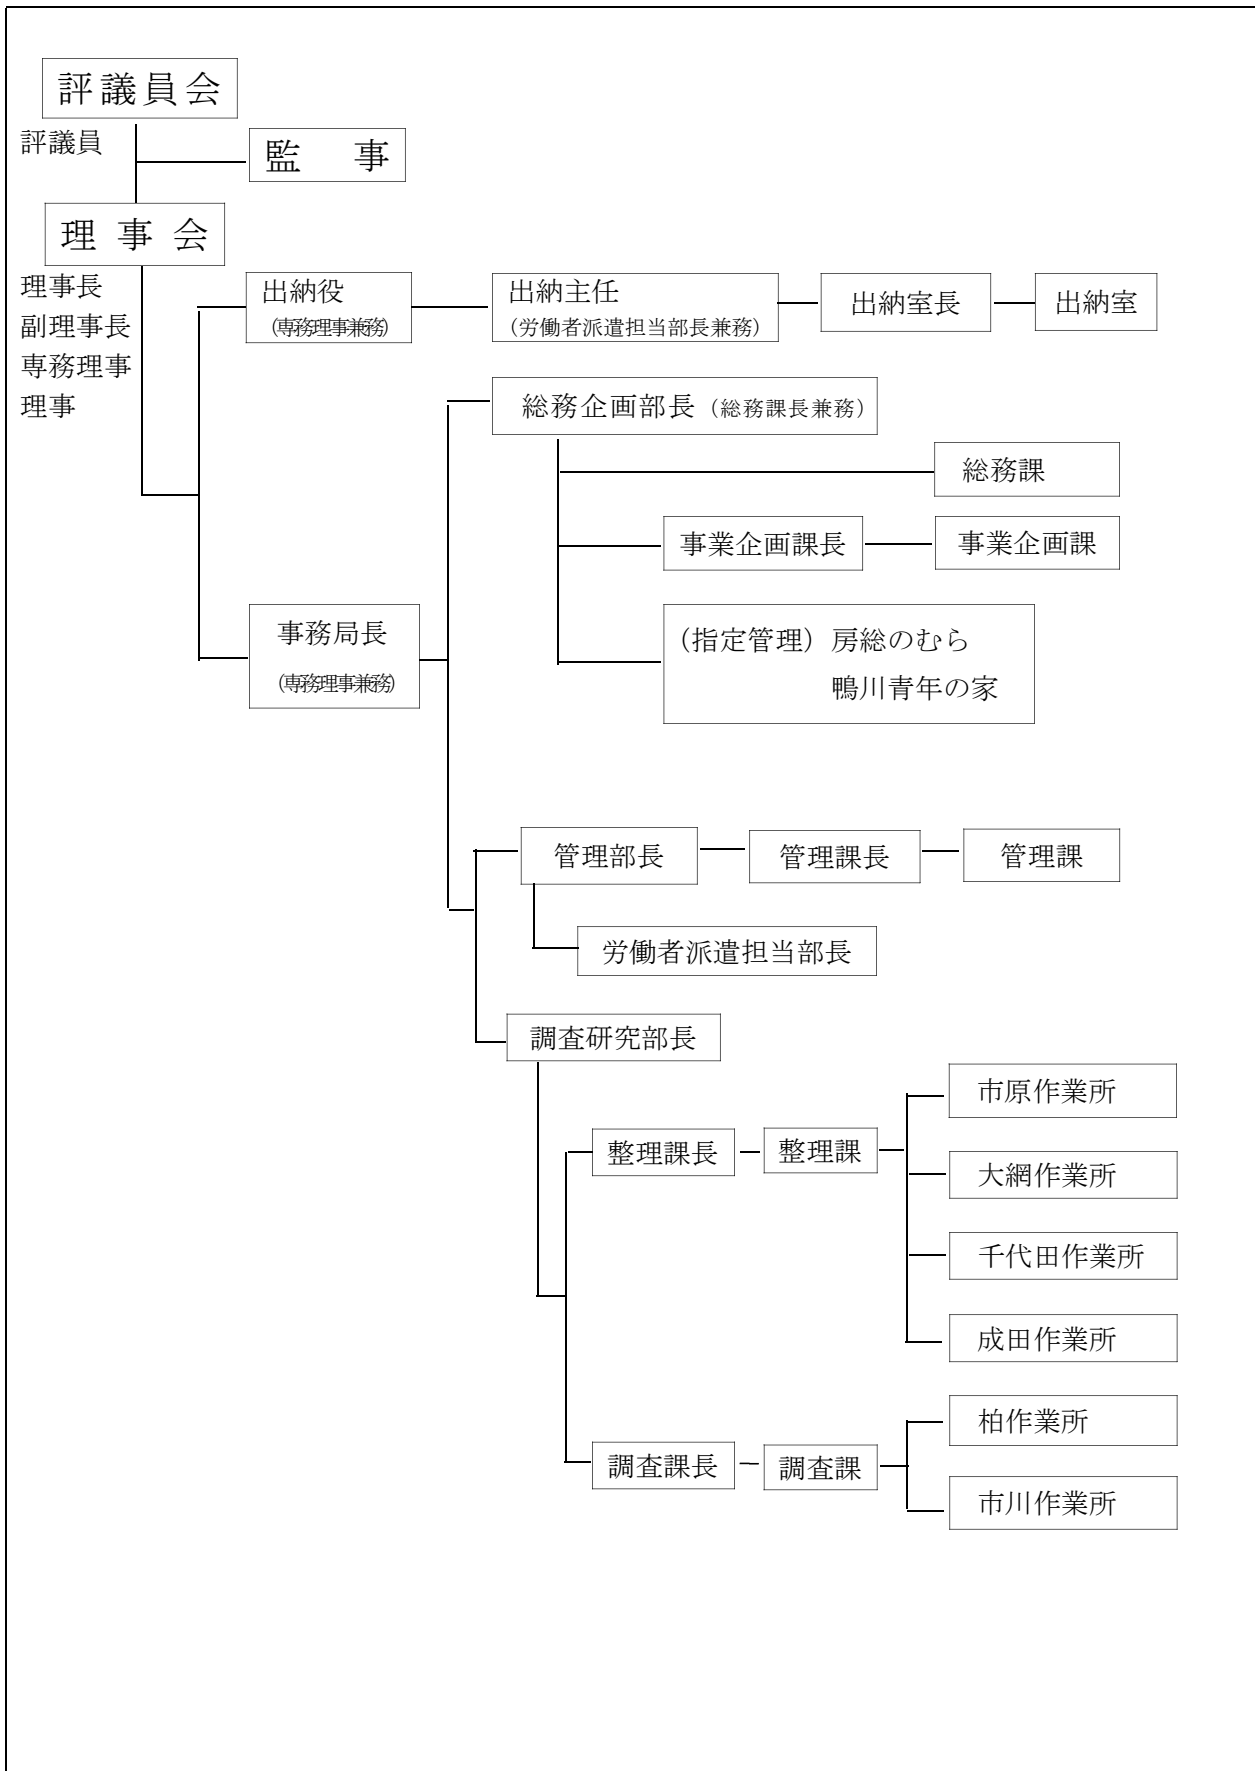 評議員会
評議員
監　事
理 事 会
理事長
副理事長
専務理事
理事
出納役
(専務理事兼務)
出納主任
(労働者派遣担当部長兼務)
出納室長
出納室
総務企画部長（総務課長兼務）
総務課
事業企画課長
事業企画課
事務局長
(専務理事兼務)
（指定管理）房総のむら
鴨川青年の家
管理部長
管理課長
管理課
労働者派遣担当部長
調査研究部長
市原作業所
整理課長
整理課
大網作業所
千代田作業所
成田作業所
柏作業所
調査課長
調査課
市川作業所